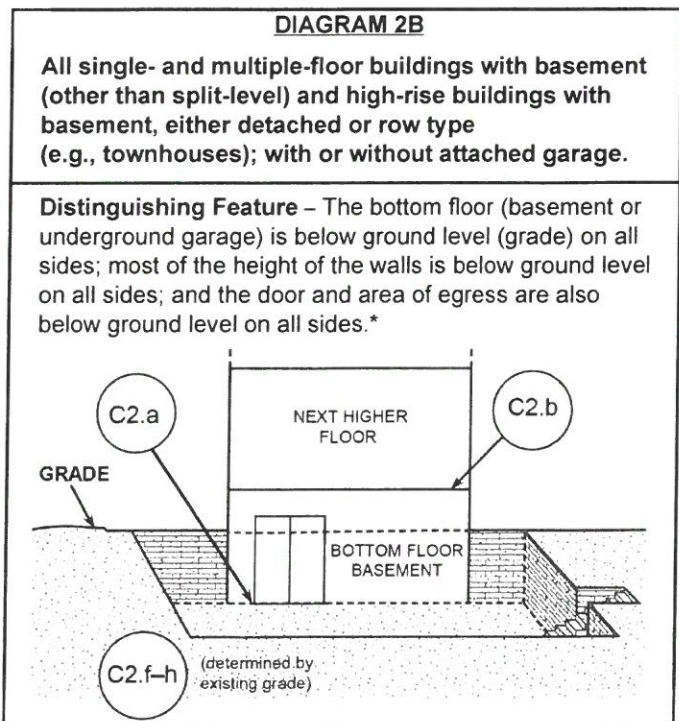 DIAGRAM 2B
All single- and multiple-floor buildings with basement
(other than split-level) and high-rise buildings with
basement, either detached or row type
(e.g., townhouses); with or without attached garage.
Distinguishing Feature – The bottom floor (basement or
underground garage) is below ground level (grade) on all
sides; most of the height of the walls is below ground level
on all sides; and the door and area of egress are also
below ground level on all sides.*
C2.a
NEXT HIGHER
FLOOR
C2.b
GRADE
BOTTOM FLOOR
BASEMENT
C2.f–h
(determined by
existing grade)